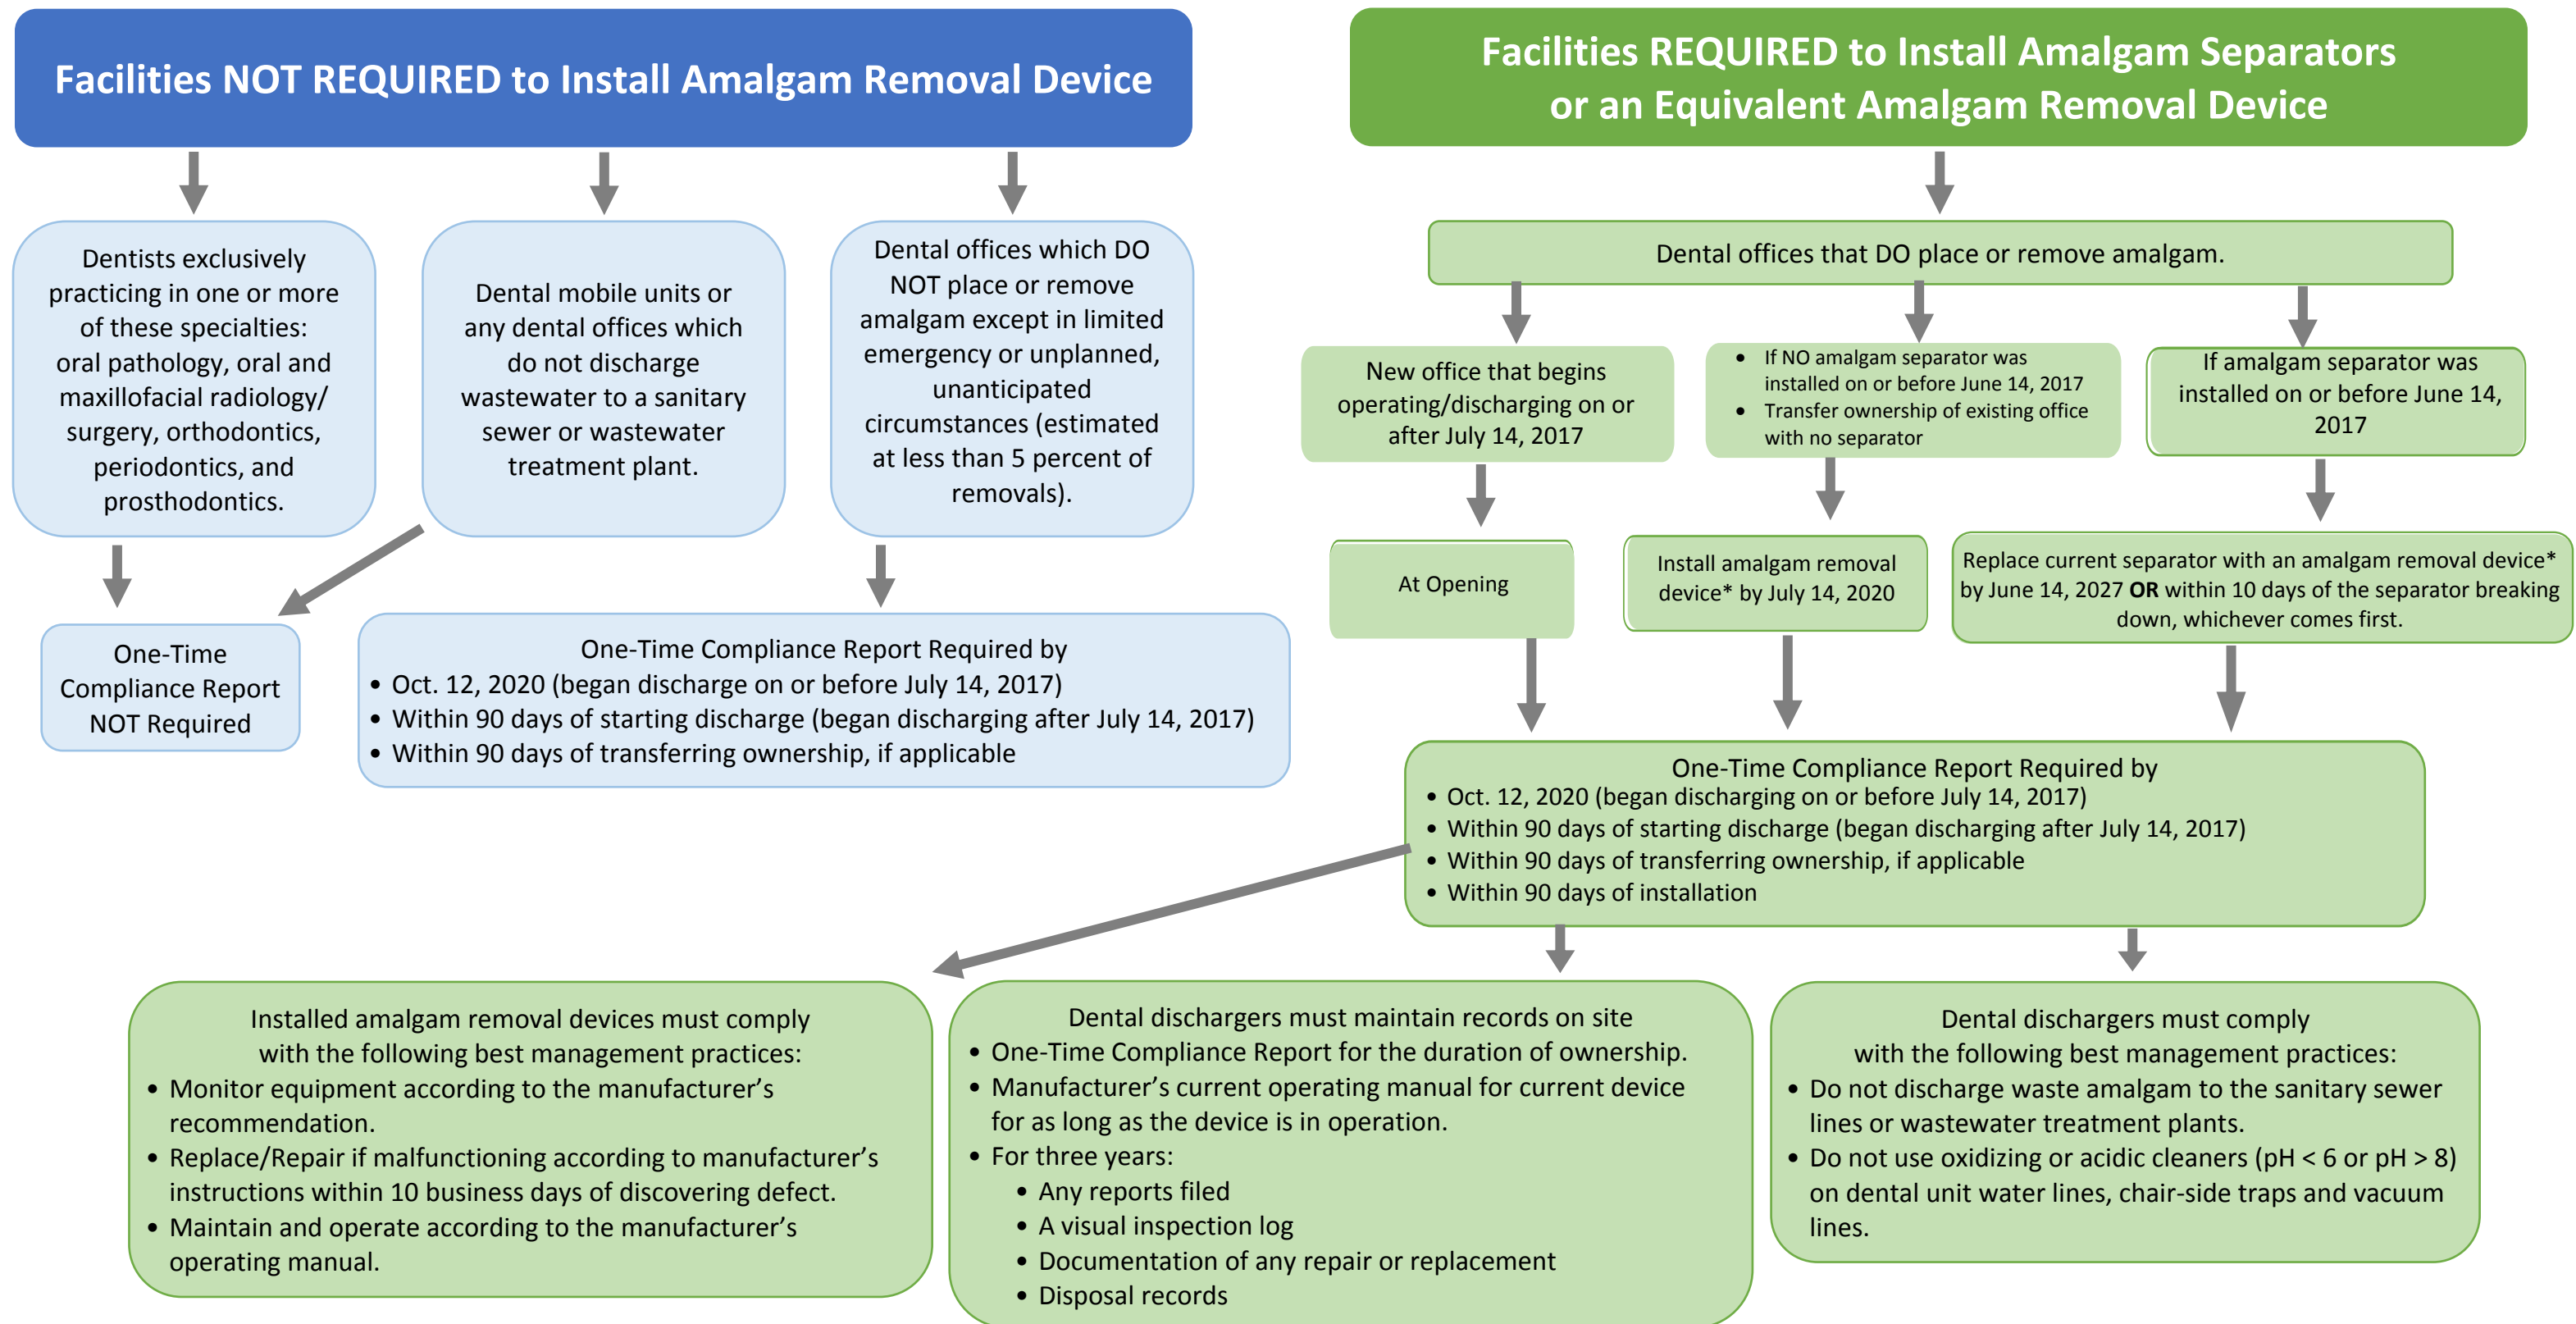 Facilities NOT REQUIRED to Install Amalgam Removal Device
Dentists exclusively
practicing in one or more
of these specialties:
oral pathology, oral and
maxillofacial radiology/
surgery, orthodontics,
periodontics, and
prosthodontics.
Dental mobile units or
any dental offices which
do not discharge
wastewater to a sanitary
sewer or wastewater
treatment plant.
Dental offices which DO
NOT place or remove
amalgam except in limited
emergency or unplanned,
unanticipated
circumstances (estimated
at less than 5 percent of
removals).
One-Time
Compliance Report
NOT Required
One-Time Compliance Report Required by
• Oct. 12, 2020 (began discharge on or before July 14, 2017)
• Within 90 days of starting discharge (began discharging after July 14, 2017)
• Within 90 days of transferring ownership, if applicable
Facilities REQUIRED to Install Amalgam Separators
or an Equivalent Amalgam Removal Device
Dental offices that DO place or remove amalgam.
New office that begins
operating/discharging on or
after July 14, 2017
• If NO amalgam separator was
installed on or before June 14, 2017
• Transfer ownership of existing office
with no separator
If amalgam separator was
installed on or before June 14,
2017
At Opening
Install amalgam removal
device* by July 14, 2020
Replace current separator with an amalgam removal device*
by June 14, 2027 OR within 10 days of the separator breaking
down, whichever comes first.
One-Time Compliance Report Required by
• Oct. 12, 2020 (began discharging on or before July 14, 2017)
• Within 90 days of starting discharge (began discharging after July 14, 2017)
• Within 90 days of transferring ownership, if applicable
• Within 90 days of installation
Installed amalgam removal devices must comply
with the following best management practices:
• Monitor equipment according to the manufacturer's
recommendation.
• Replace/Repair if malfunctioning according to manufacturer's
instructions within 10 business days of discovering defect.
• Maintain and operate according to the manufacturer's
operating manual.
Dental dischargers must maintain records on site
• One-Time Compliance Report for the duration of ownership.
• Manufacturer's current operating manual for current device
for as long as the device is in operation.
• For three years:
• Any reports filed
• A visual inspection log
• Documentation of any repair or replacement
• Disposal records
Dental dischargers must comply
with the following best management practices:
• Do not discharge waste amalgam to the sanitary sewer
lines or wastewater treatment plants.
• Do not use oxidizing or acidic cleaners (pH < 6 or pH > 8)
on dental unit water lines, chair-side traps and vacuum
lines.